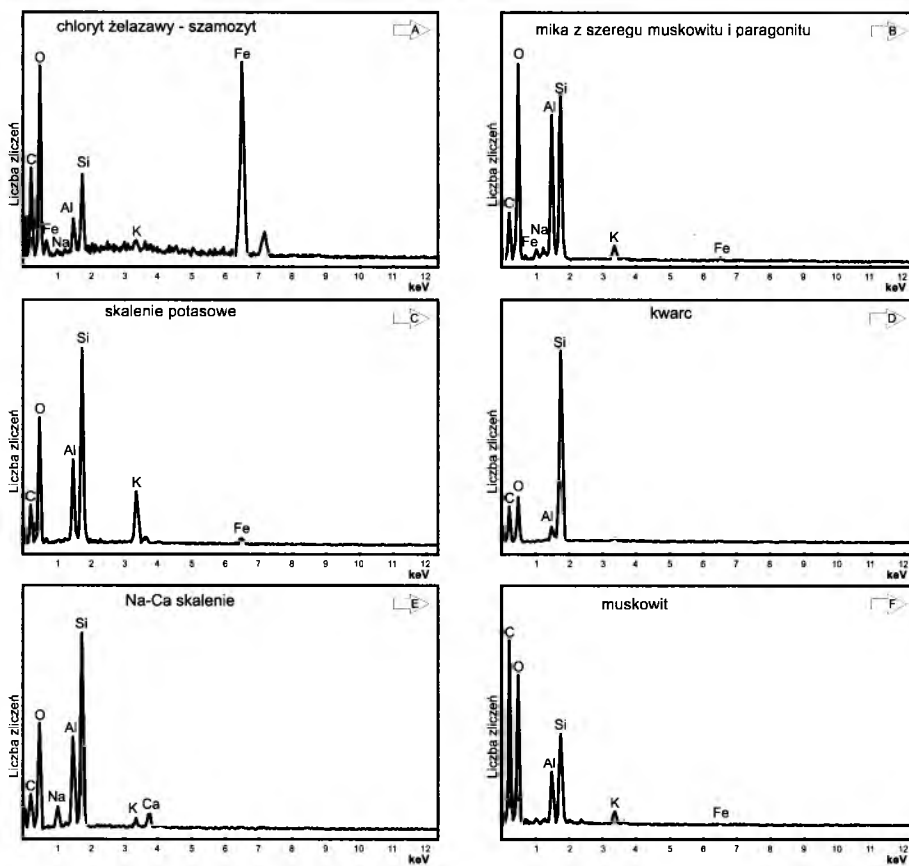 chloryt żelazawy - szamozyt
A
Liczba zliczeń
C
O
Fe
Na
Al
Si
K
Fe
1 2 3 4 5 6 7 8 9 10 11 12
keV
mika z szeregu muskowitu i paragonitu
B
Liczba zliczeń
C
O
Fe
Na
Al
Si
K
Fe
1 2 3 4 5 6 7 8 9 10 11 12
keV
skalenie potasowe
C
Liczba zliczeń
C
O
Al
Si
K
Fe
1 2 3 4 5 6 7 8 9 10 11 12
keV
kwarc
D
Liczba zliczeń
C
O
Al
Si
1 2 3 4 5 6 7 8 9 10 11 12
keV
Na-Ca skalenie
E
Liczba zliczeń
C
O
Na
Al
Si
K
Ca
1 2 3 4 5 6 7 8 9 10 11 12
keV
muskowit
F
Liczba zliczeń
C
O
Al
Si
K
Fe
1 2 3 4 5 6 7 8 9 10 11 12
keV